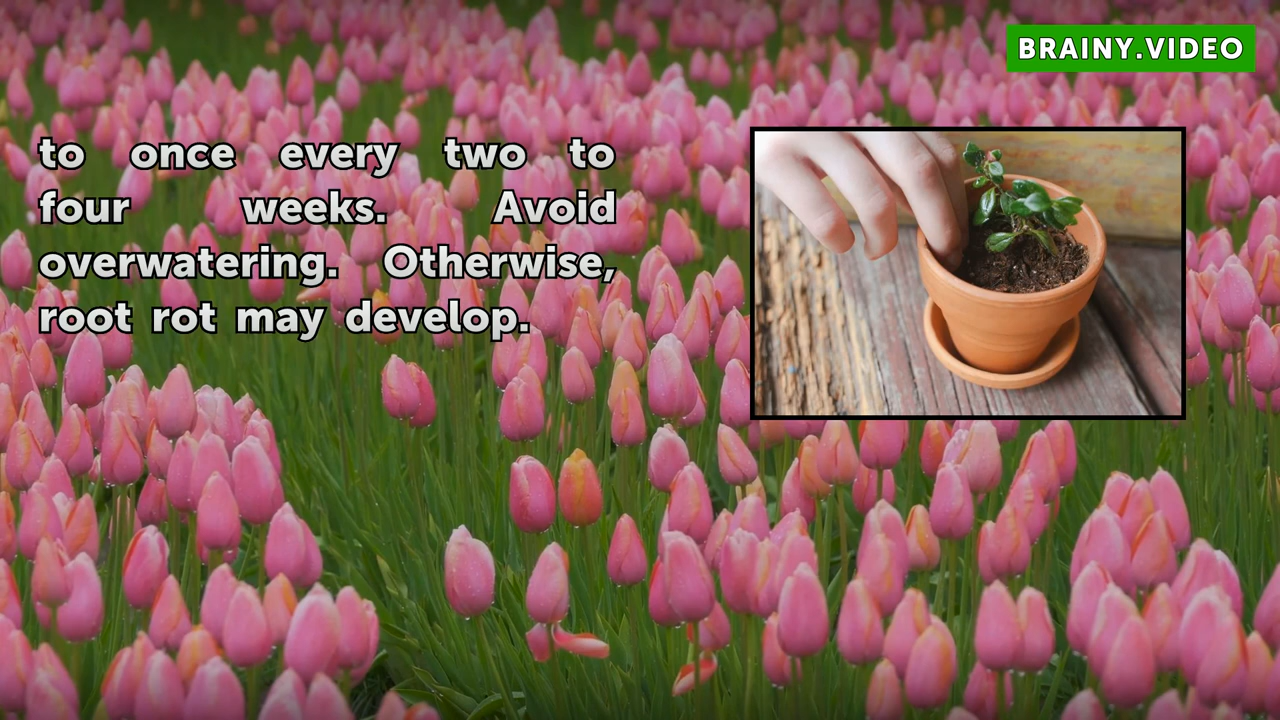 BRAINY.VIDEO
to once every two to
four weeks. Avoid
overwatering. Otherwise,
root rot may develop.